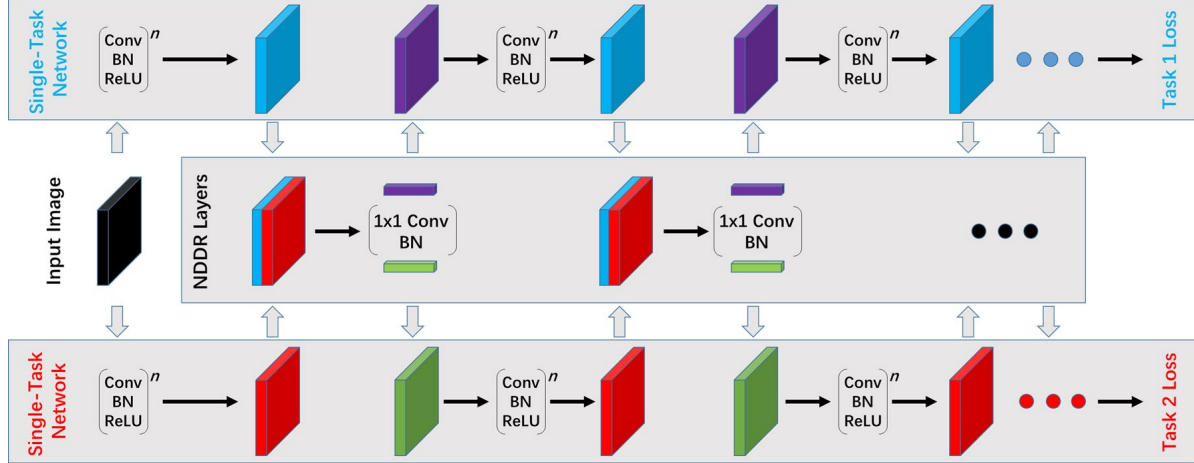 Single-Task
Network
Conv
BN
ReLU
n
Conv
BN
ReLU
n
Conv
BN
ReLU
n
Task 1 Loss
Input Image
NDDR Layers
1x1 Conv
BN
1x1 Conv
BN
Single-Task
Network
Conv
BN
ReLU
n
Conv
BN
ReLU
n
Conv
BN
ReLU
n
Task 2 Loss